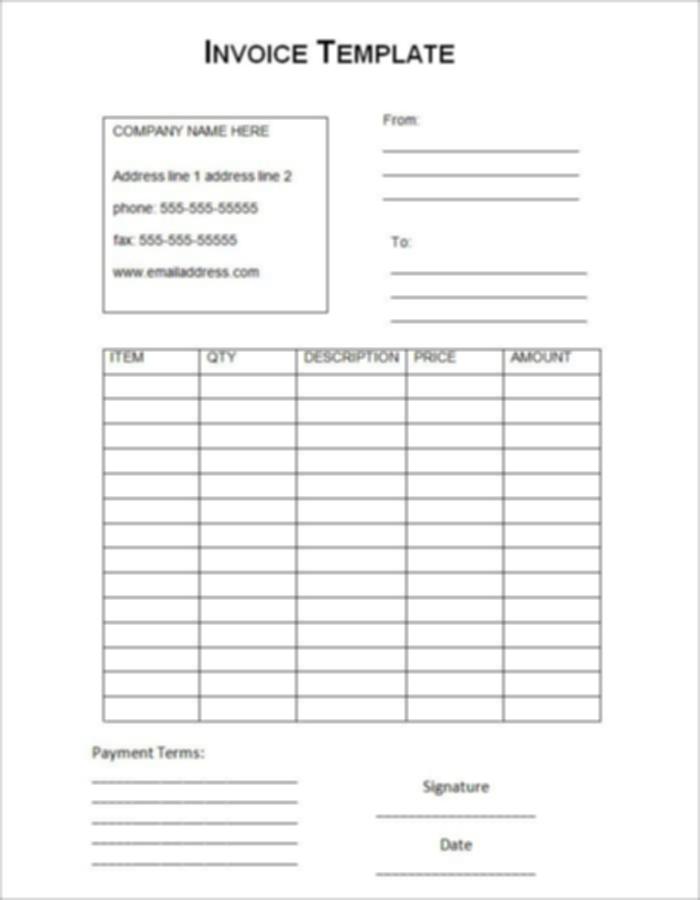 INVOICE TEMPLATE
COMPANY NAME HERE
Address line 1 address line 2
phone: 555-555-55555
fax: 555-555-55555
www.emailaddress.com
From:
To:
ITEM QTY DESCRIPTION PRICE AMOUNT
Payment Terms:
Signature
Date